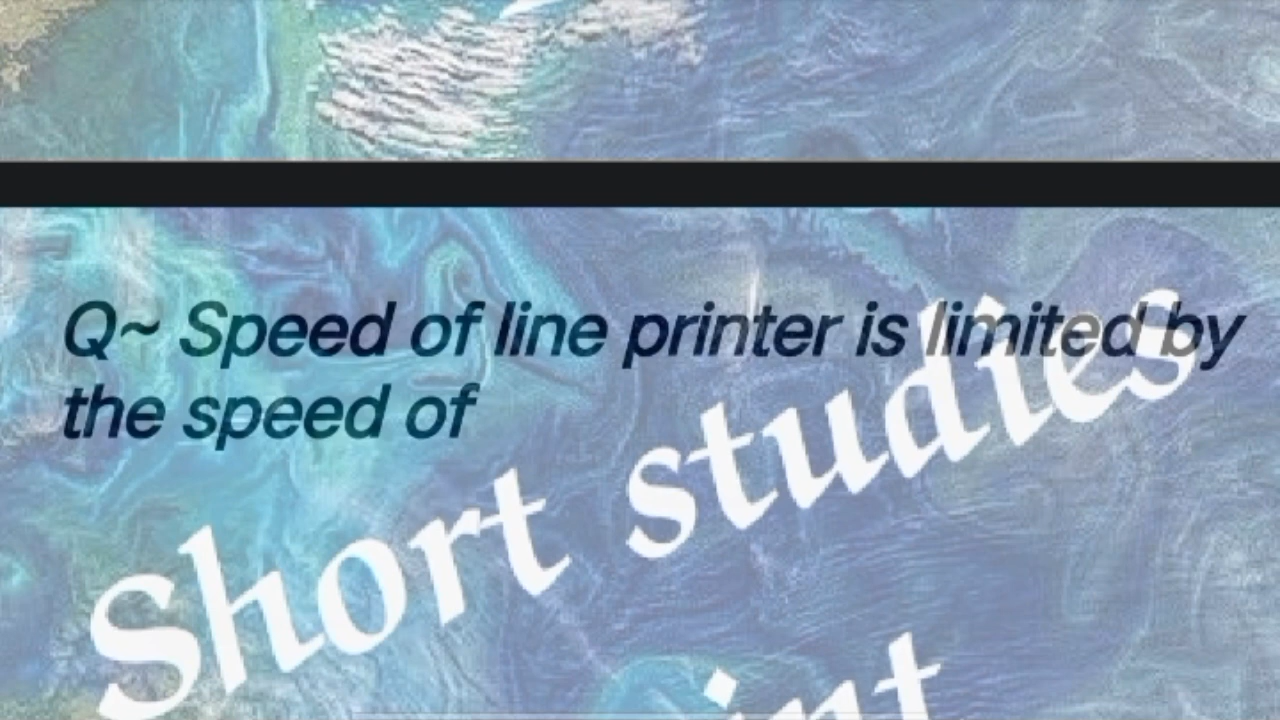 Q~ Speed of line printer is limited by
the speed of
Short studies